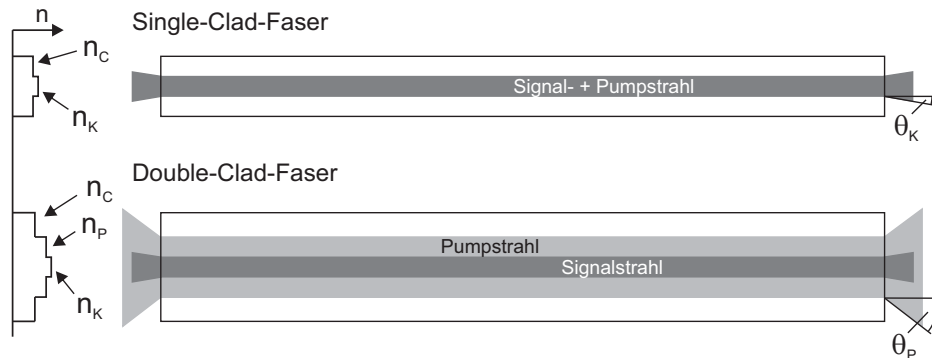 n
Single-Clad-Faser
n_C
Signal- + Pumpstrahl
n_K
θ_K
Double-Clad-Faser
n_C
n_P
Pumpstrahl
Signalstrahl
n_K
θ_P